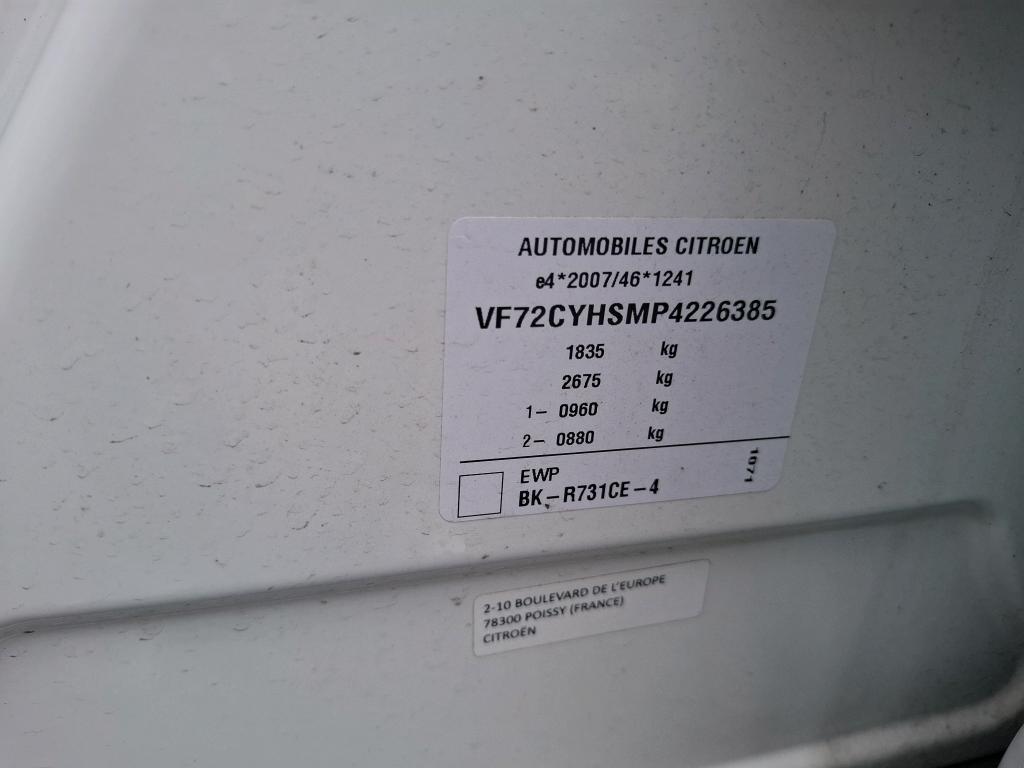 AUTOMOBILES CITROEN
e4*2007/46*1241
VF72CYHSMP4226385
1835 kg
2675 kg
1- 0960 kg
2- 0880 kg
EWP
BK-R731CE-4
1071
2-10 BOULEVARD DE L'EUROPE
78300 POISSY (FRANCE)
CITROËN